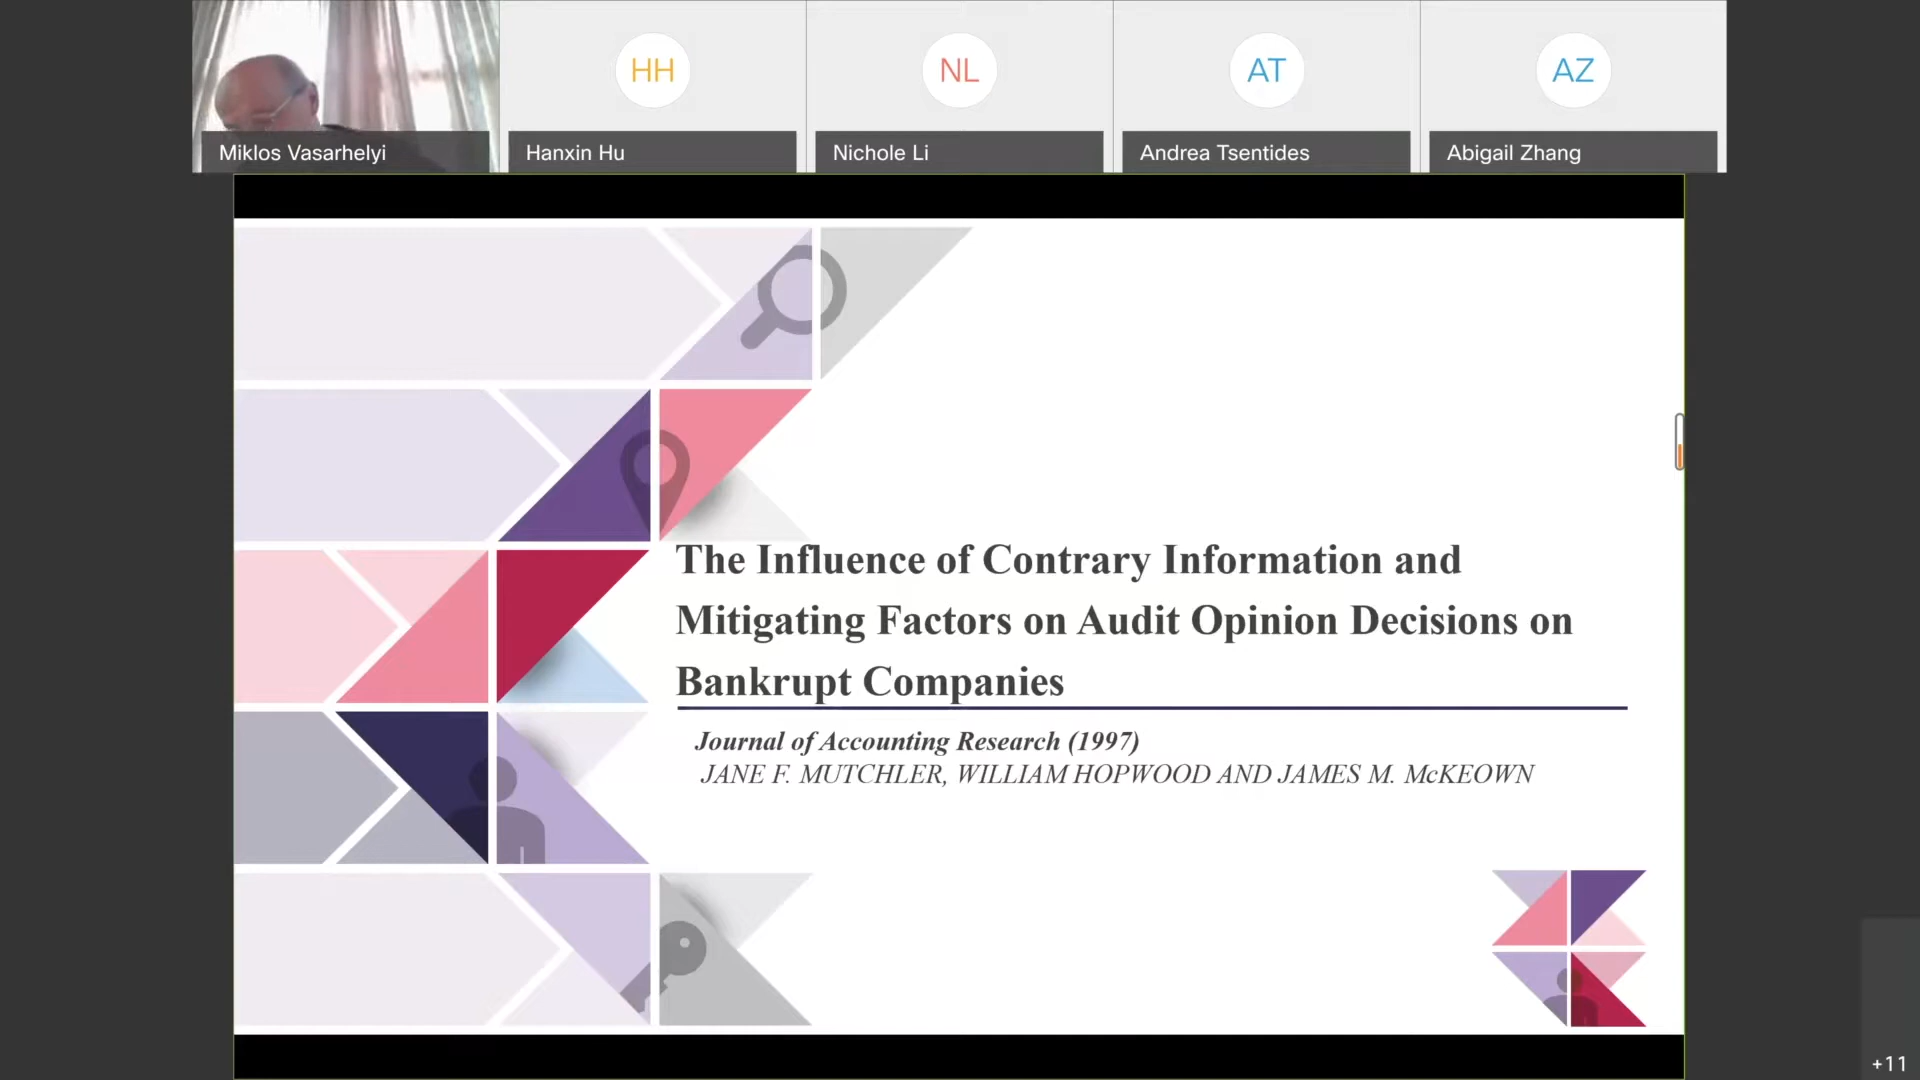 HH
NL
AT
AZ
Miklos Vasarhelyi
Hanxin Hu
Nichole Li
Andrea Tsentides
Abigail Zhang
The Influence of Contrary Information and
Mitigating Factors on Audit Opinion Decisions on
Bankrupt Companies
Journal of Accounting Research (1997)
JANE F. MUTCHLER, WILLIAM HOPWOOD AND JAMES M. McKEOWN
+11